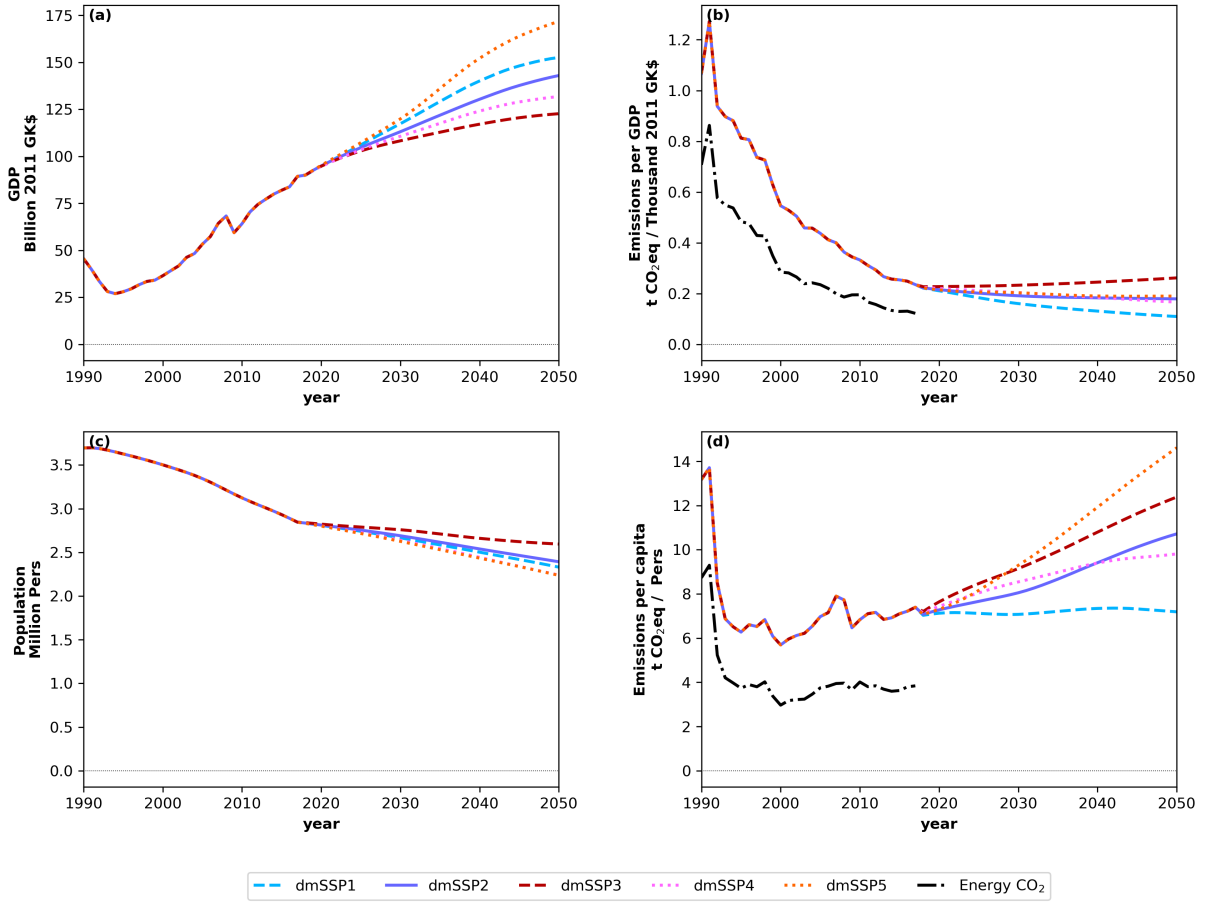 (a)
GDP
Billion 2011 GK$
175
150
125
100
75
50
25
0
1990 2000 2010 2020 2030 2040 2050
year
(b)
Emissions per GDP
t CO₂eq / Thousand 2011 GK$
1.2
1.0
0.8
0.6
0.4
0.2
0.0
1990 2000 2010 2020 2030 2040 2050
year
(c)
Population
Million Pers
3.5
3.0
2.5
2.0
1.5
1.0
0.5
0.0
1990 2000 2010 2020 2030 2040 2050
year
(d)
Emissions per capita
t CO₂eq / Pers
14
12
10
8
6
4
2
0
1990 2000 2010 2020 2030 2040 2050
year
dmSSP1 dmSSP2 dmSSP3 dmSSP4 dmSSP5 Energy CO₂